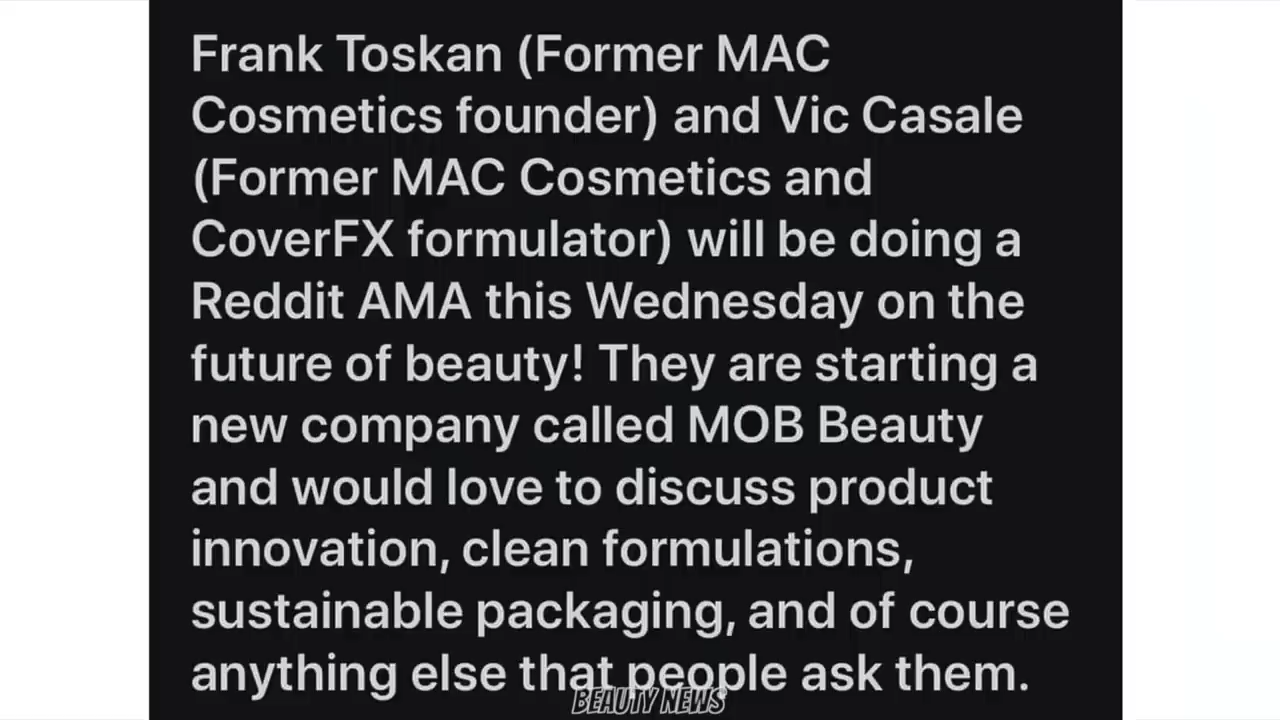 Frank Toskan (Former MAC
Cosmetics founder) and Vic Casale
(Former MAC Cosmetics and
CoverFX formulator) will be doing a
Reddit AMA this Wednesday on the
future of beauty! They are starting a
new company called MOB Beauty
and would love to discuss product
innovation, clean formulations,
sustainable packaging, and of course
anything else that people ask them.
BEAUTY NEWS